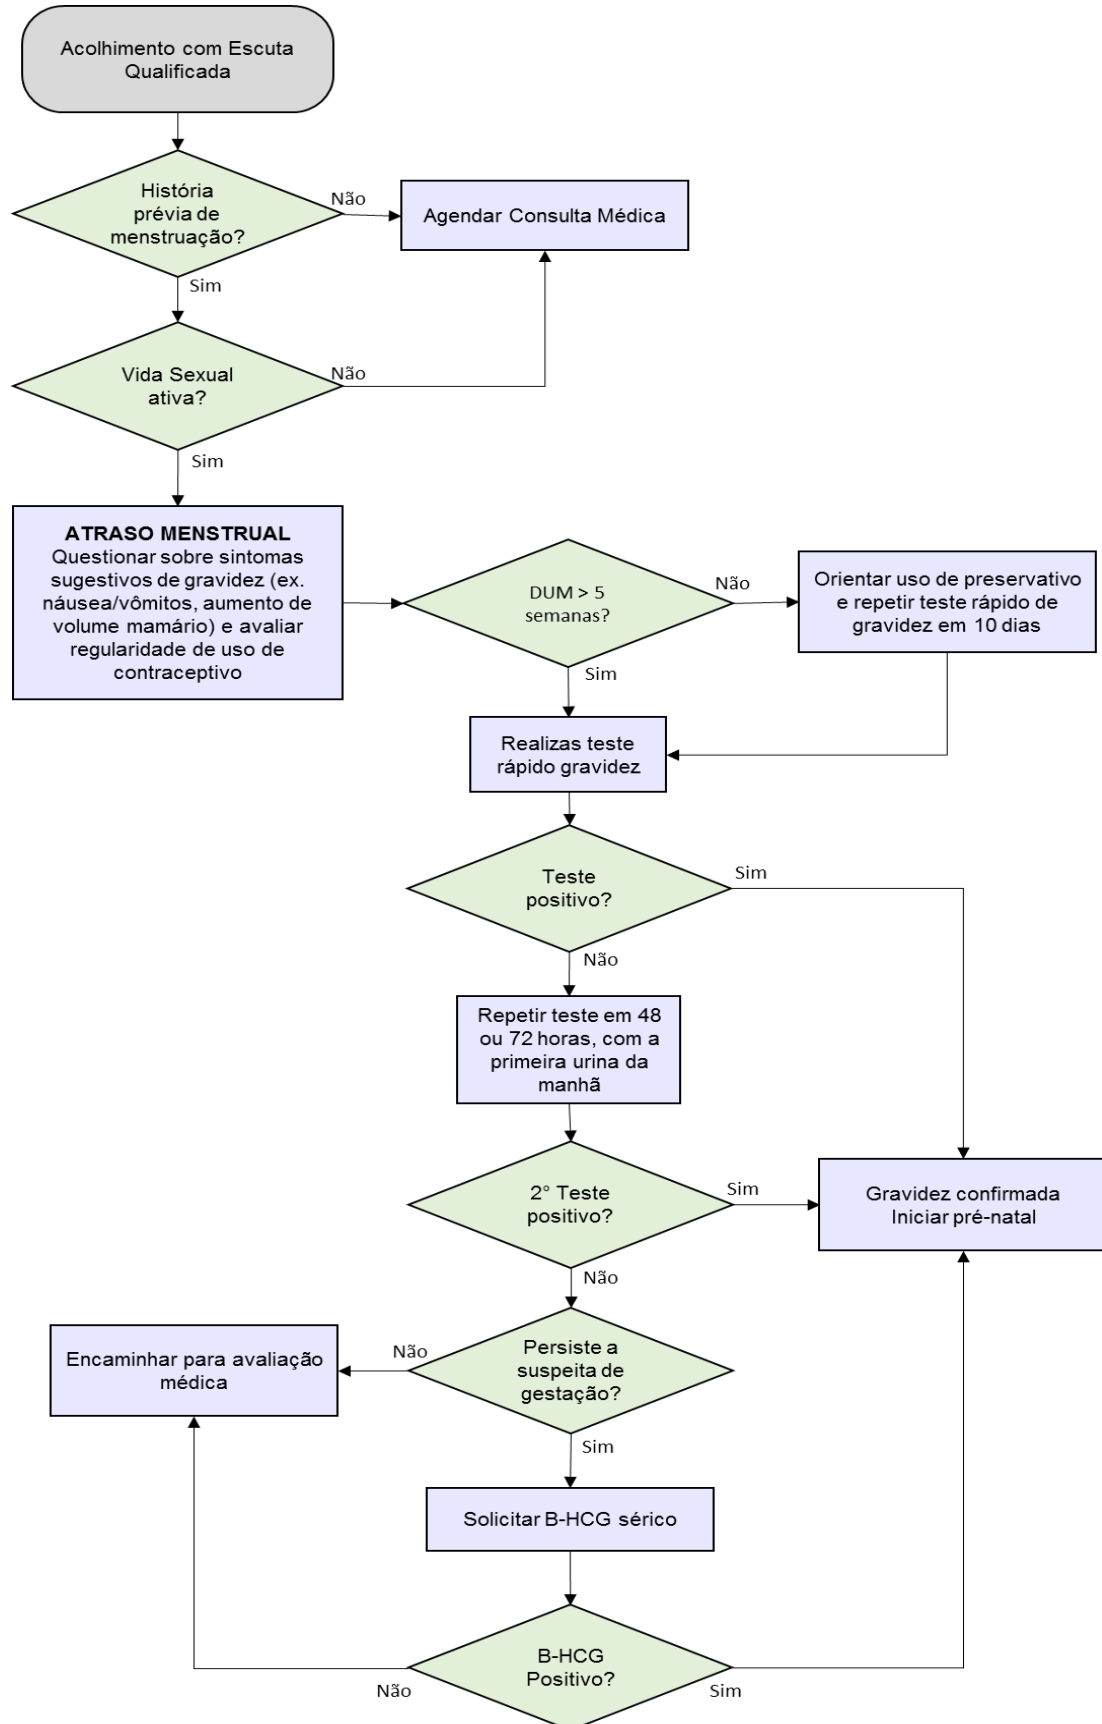 Acolhimento com Escuta
Qualificada
História
prévia de
menstruação?
Não
Agendar Consulta Médica
Sim
Vida Sexual
ativa?
Não
Sim
ATRASO MENSTRUAL
Questionar sobre sintomas
sugestivos de gravidez (ex.
náusea/vômitos, aumento de
volume mamário) e avaliar
regularidade de uso de
contraceptivo
DUM > 5
semanas?
Não
Orientar uso de preservativo
e repetir teste rápido de
gravidez em 10 dias
Sim
Realizas teste
rápido gravidez
Teste
positivo?
Sim
Não
Repetir teste em 48
ou 72 horas, com a
primeira urina da
manhã
2° Teste
positivo?
Sim
Gravidez confirmada
Iniciar pré-natal
Não
Persiste a
suspeita de
gestação?
Não
Encaminhar para avaliação
médica
Sim
Solicitar B-HCG sérico
B-HCG
Positivo?
Não
Sim